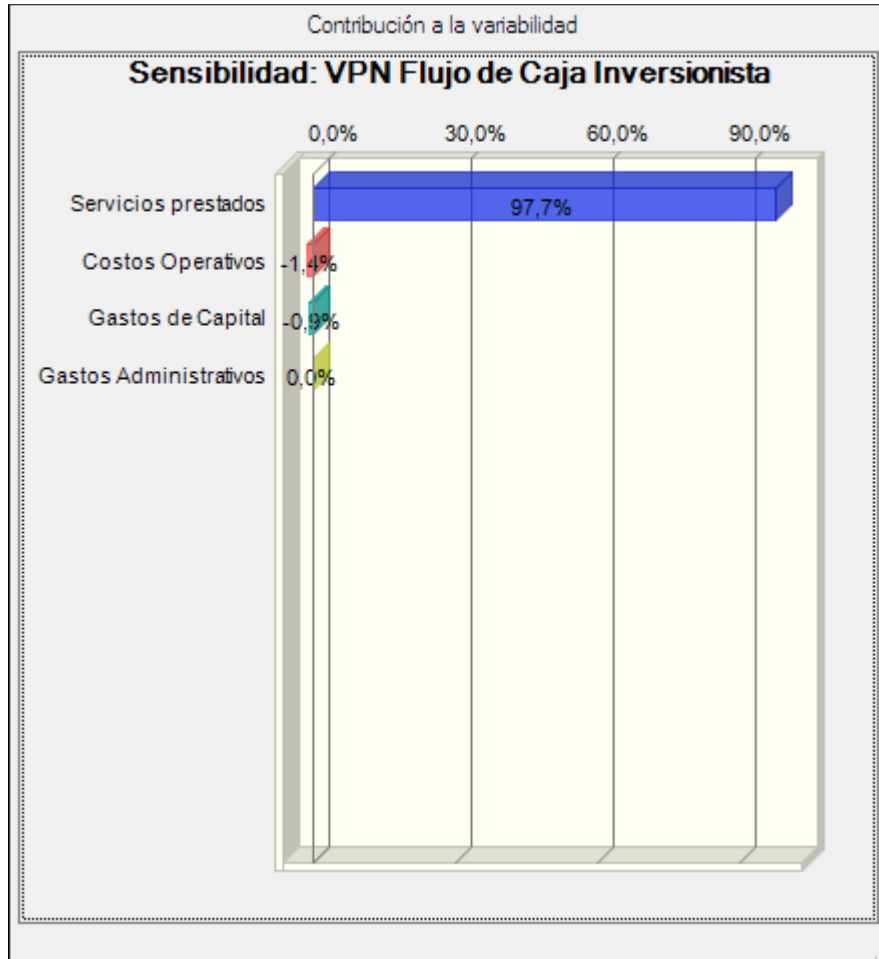 Contribución a la variabilidad
Sensibilidad: VPN Flujo de Caja Inversionista
0,0% 30,0% 60,0% 90,0%
Servicios prestados 97,7%
Costos Operativos -1,4%
Gastos de Capital -0,9%
Gastos Administrativos 0,0%